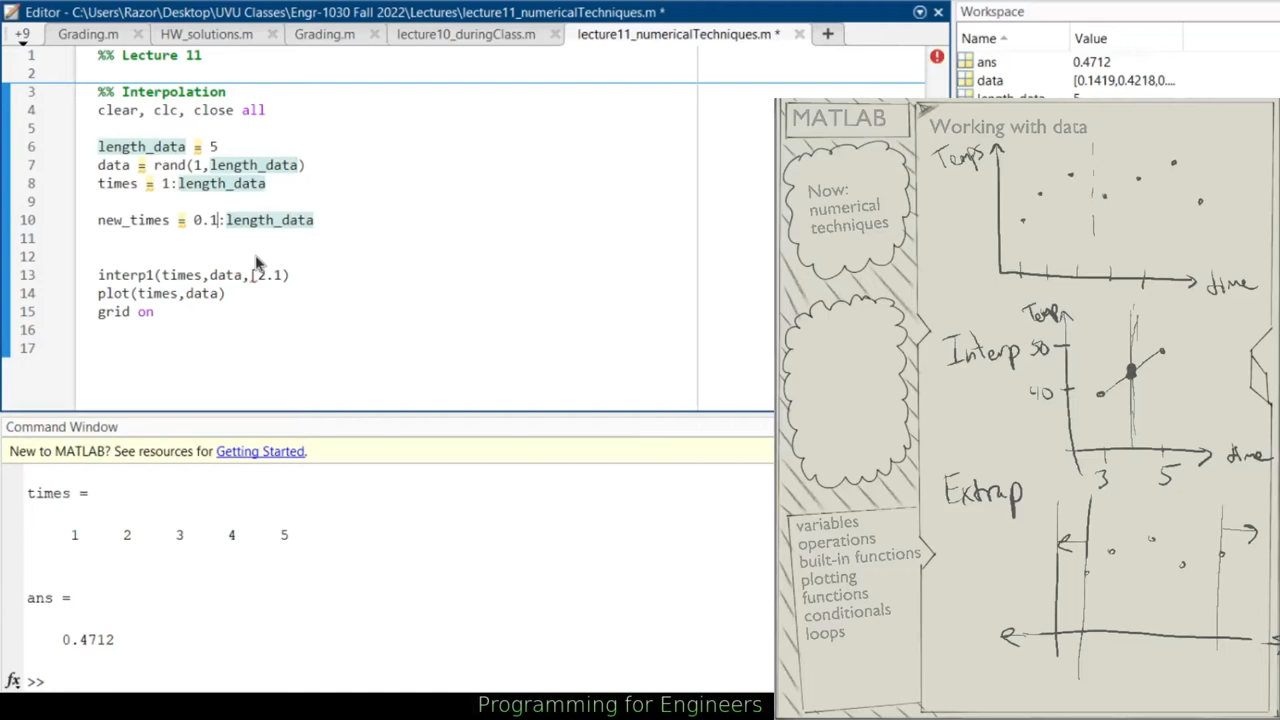 Editor - C:\Users\Razor\Desktop\UVU Classes\Engr-1030 Fall 2022\Lectures\lecture11_numericalTechniques.m *
+9 Grading.m HW_solutions.m Grading.m lecture10_duringClass.m lecture11_numericalTechniques.m *
1 %% Lecture 11
2
3 %% Interpolation
4 clear, clc, close all
5
6 length_data = 5
7 data = rand(1,length_data)
8 times = 1:length_data
9
10 new_times = 0.1:length_data
11
12
13 interp1(times,data,[2.1)
14 plot(times,data)
15 grid on
16
17
Command Window
New to MATLAB? See resources for Getting Started.
times =
1 2 3 4 5
ans =
0.4712
fx >>
Workspace
Name Value
ans 0.4712
data [0.1419,0.4218,0....
length_data 5
MATLAB
Now:
numerical
techniques
variables
operations
built-in functions
plotting
functions
conditionals
loops
Working with data
Temps
time
Temp
Interp 50
40
3 5 time
Extrap
Programming for Engineers